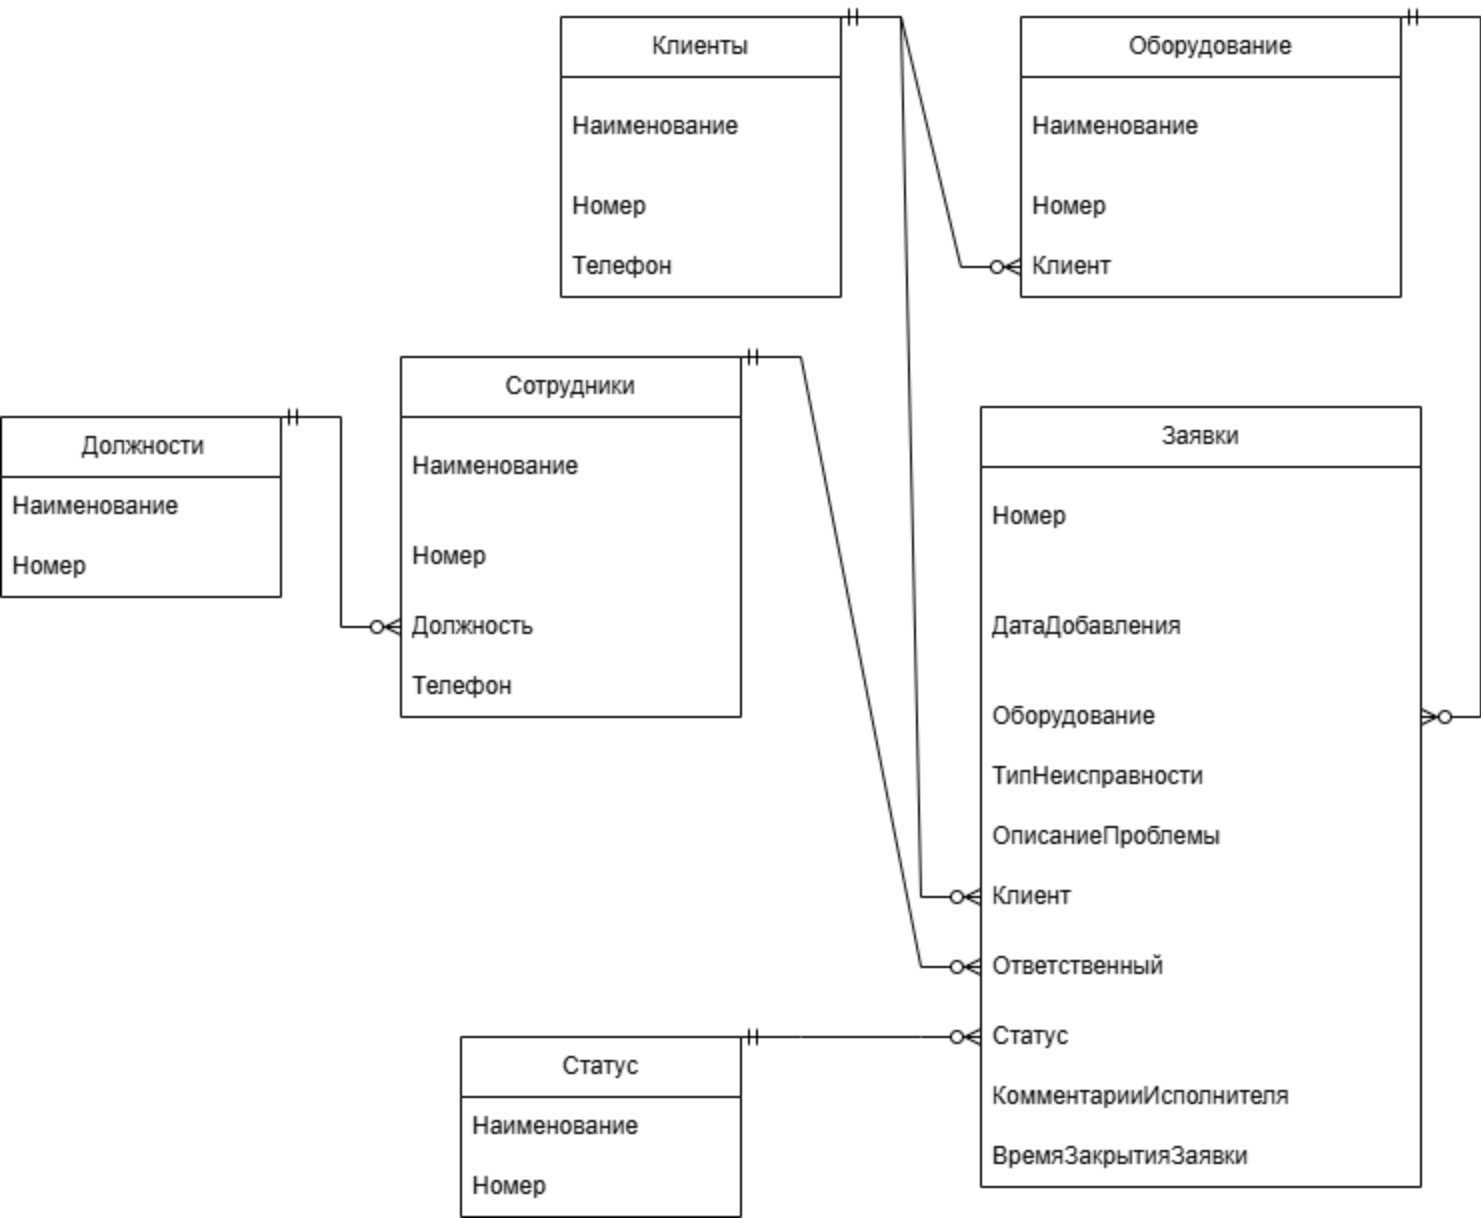 Клиенты
Наименование
Номер
Телефон
Оборудование
Наименование
Номер
Клиент
Сотрудники
Наименование
Номер
Должность
Телефон
Должности
Наименование
Номер
Заявки
Номер
ДатаДобавления
Оборудование
ТипНеисправности
ОписаниеПроблемы
Клиент
Ответственный
Статус
КомментарииИсполнителя
ВремяЗакрытияЗаявки
Статус
Наименование
Номер